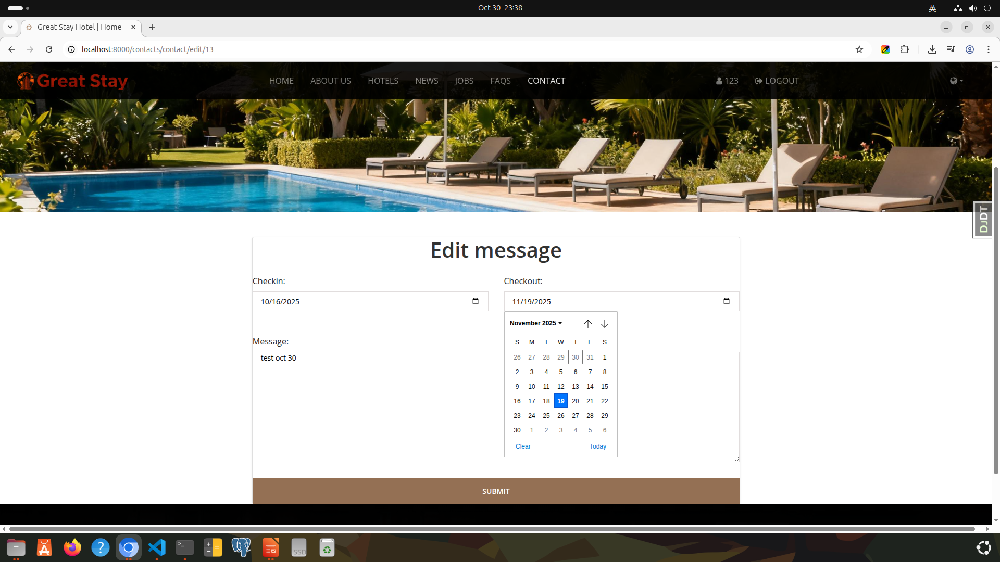 Oct 30 23:38
英
Great Stay Hotel | Home
localhost:8000/contacts/contact/edit/13
Great Stay
HOME ABOUT US HOTELS NEWS JOBS FAQS CONTACT
123 LOGOUT
DJDT
Edit message
Checkin: Checkout:
10/16/2025 11/19/2025
November 2025
S M T W T F S
26 27 28 29 30 31 1
2 3 4 5 6 7 8
9 10 11 12 13 14 15
16 17 18 19 20 21 22
23 24 25 26 27 28 29
30 1 2 3 4 5 6
Clear Today
Message:
test oct 30
SUBMIT
SSD